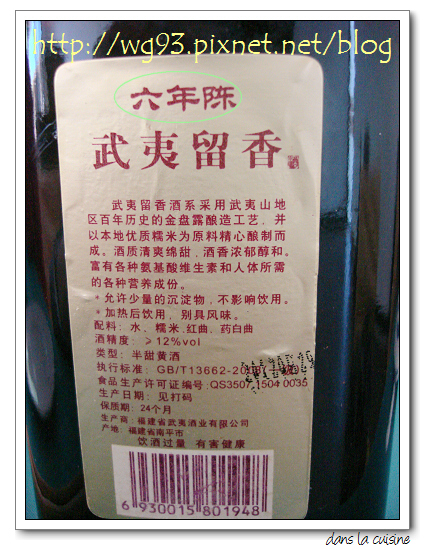 http://wg93.pixnet.net/blog
六年陈
武夷留香
武夷留香酒系采用武夷山地
区百年历史的金盘露酿造工艺，并
以本地优质糯米为原料精心酿制而
成。酒质清爽绵甜，酒香浓郁醇和。
富有各种氨基酸维生素和人体所需
的各种营养成份。
*允许少量的沉淀物，不影响饮用。
*加热后饮用，别具风味。
配料：水、糯米、红曲、药白曲
酒精度：≥12%vol
类型：半甜黄酒
执行标准：GB/T13662-20
食品生产许可证编号：QS3507 1504 0035
生产日期：见打码
保质期：24个月
生产商：福建省武夷酒业有限公司
产地：福建省南平市
饮酒过量 有害健康
6 930015 801948
dans la cuisine